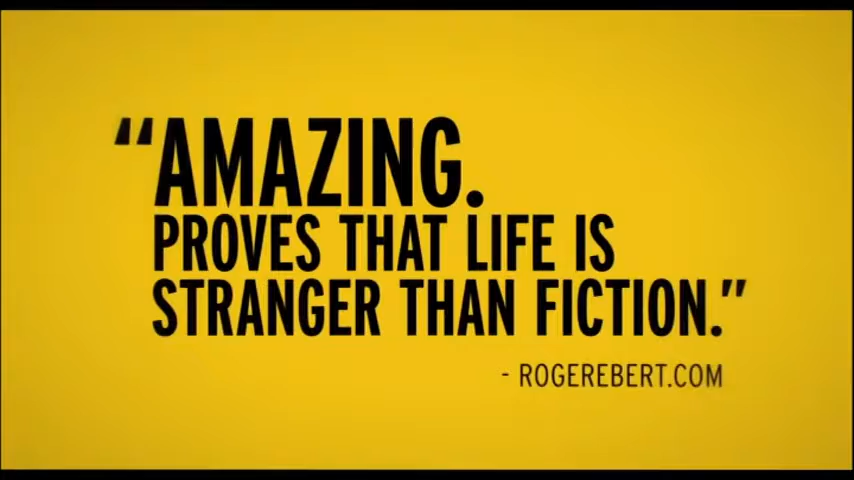 “AMAZING.
PROVES THAT LIFE IS
STRANGER THAN FICTION.”
- ROGEREBERT.COM